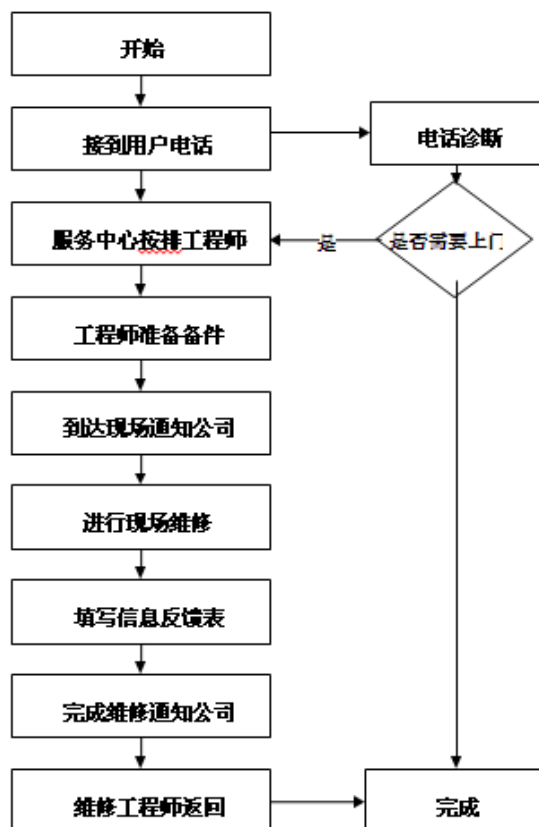 开始
接到用户电话
电话诊断
服务中心按排工程师
是
是否需要上门
工程师准备备件
到达现场通知公司
进行现场维修
填写信息反馈表
完成维修通知公司
维修工程师返回
完成